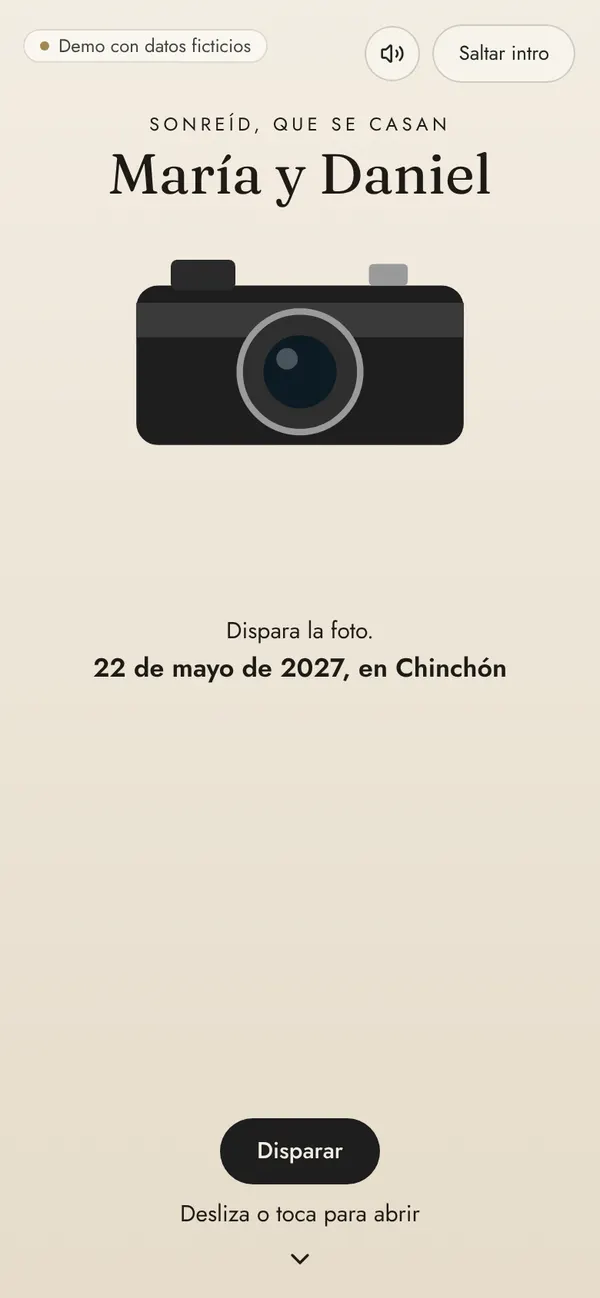 Demo con datos ficticios
Saltar intro
SONREÍD, QUE SE CASAN
María y Daniel
Dispara la foto.
22 de mayo de 2027, en Chinchón
Disparar
Desliza o toca para abrir